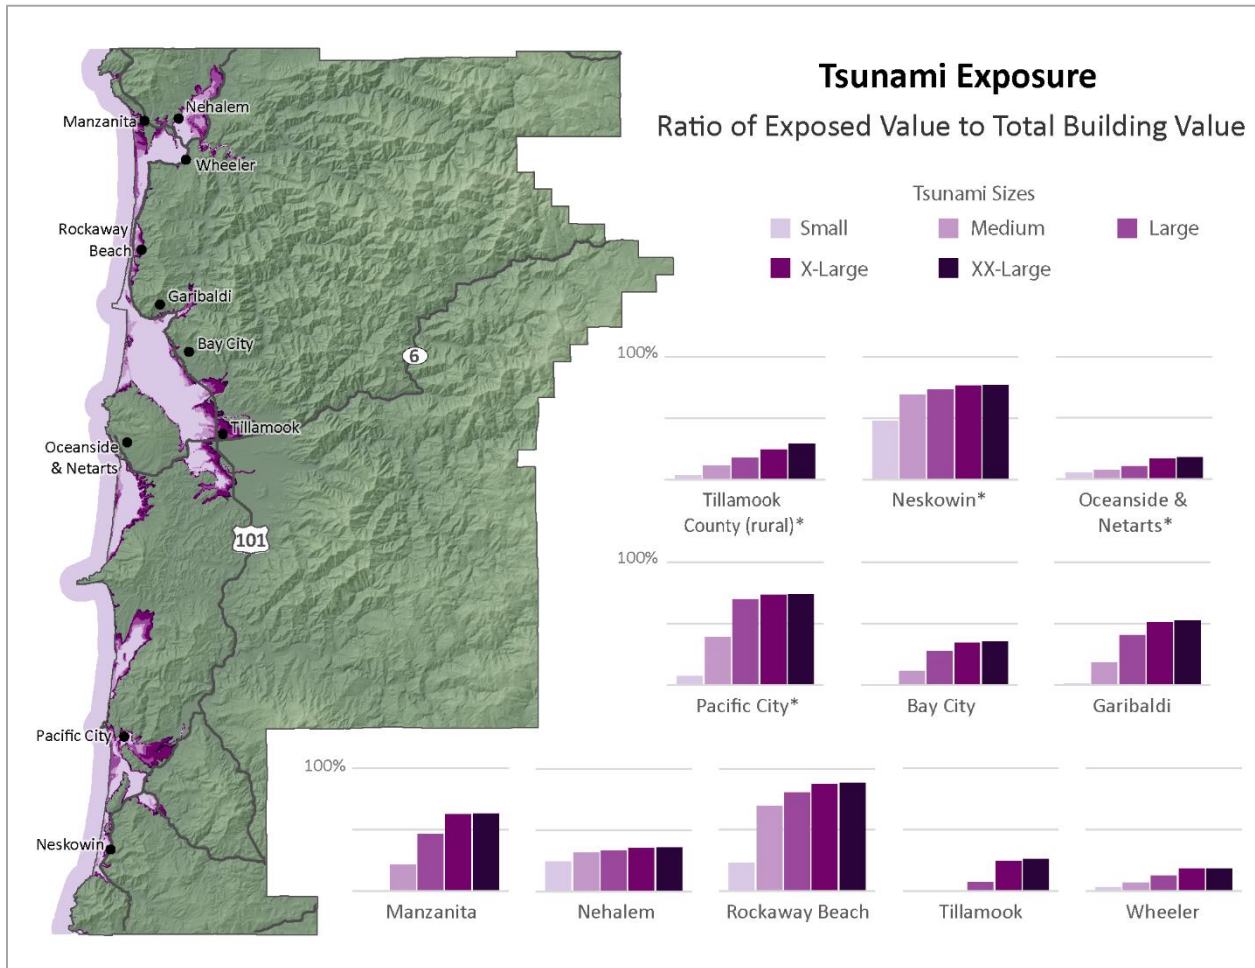 Tsunami Exposure
Ratio of Exposed Value to Total Building Value
Tsunami Sizes
Small
Medium
Large
X-Large
XX-Large
Nehalem
Manzanita
Wheeler
Rockaway
Beach
Garibaldi
Bay City
6
Tillamook
Oceanside
& Netarts
101
Pacific City
Neskowin
100%
Tillamook
County (rural)*
Neskowin*
Oceanside &
Netarts*
100%
Pacific City*
Bay City
Garibaldi
100%
Manzanita
Nehalem
Rockaway Beach
Tillamook
Wheeler